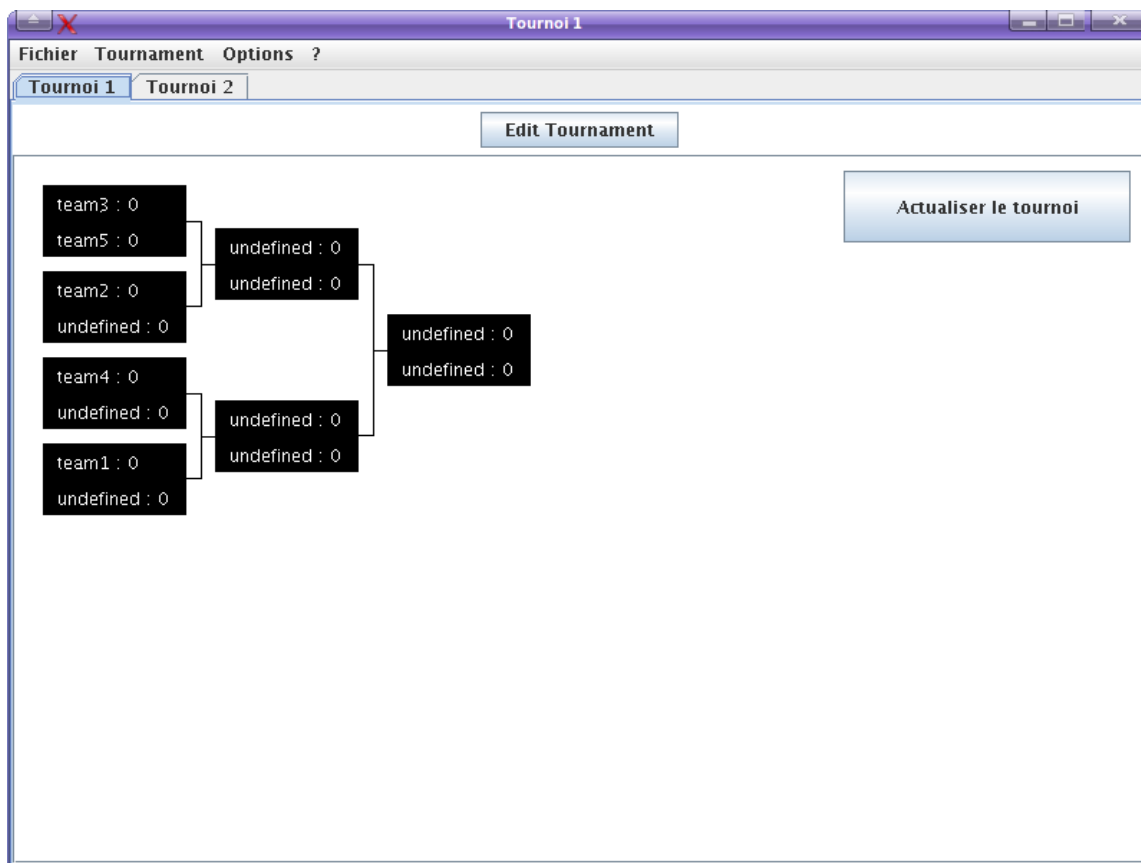 Tournoi 1
Fichier Tournament Options ?
Tournoi 1 Tournoi 2
Edit Tournament
Actualiser le tournoi
team3 : 0
team5 : 0
team2 : 0
undefined : 0
team4 : 0
undefined : 0
team1 : 0
undefined : 0
undefined : 0
undefined : 0
undefined : 0
undefined : 0
undefined : 0
undefined : 0